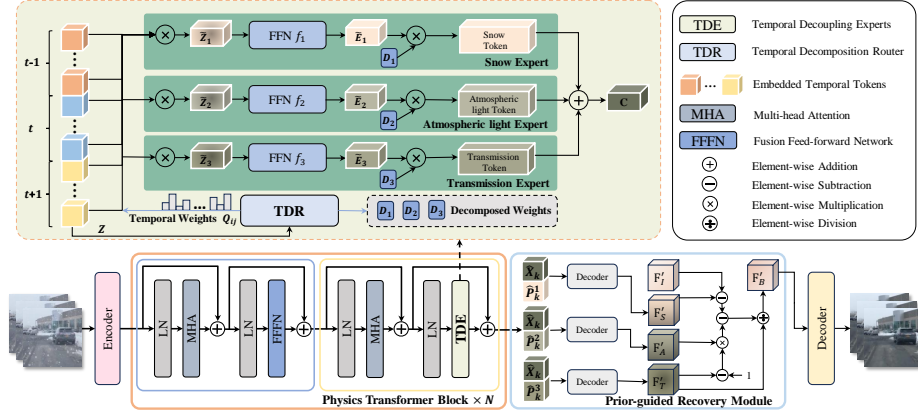 t-1
t
t+1
Z̄₁
FFN f₁
Ē₁
D₁
Snow
Token
Snow Expert
Z̄₂
FFN f₂
Ē₂
D₂
Atmospheric
light Token
Atmospheric light Expert
Z̄₃
FFN f₃
Ē₃
D₃
Transmission
Token
Transmission Expert
C
Temporal Weights Qᵢⱼ
Z
TDR
D₁ D₂ D₃
Decomposed Weights
TDE
Temporal Decoupling Experts
TDR
Temporal Decomposition Router
Embedded Temporal Tokens
MHA
Multi-head Attention
FFFN
Fusion Feed-forward Network
Element-wise Addition
Element-wise Subtraction
Element-wise Multiplication
Element-wise Division
Encoder
LN
MHA
LN
FFFN
LN
MHA
LN
TDE
Physics Transformer Block × N
X̂ₖ
P̂ₖ¹
Decoder
X̂ₖ
P̂ₖ²
Decoder
X̂ₖ
P̂ₖ³
Decoder
F′_I
F′_S
F′_A
F′_T
F′_B
1
Prior-guided Recovery Module
Decoder